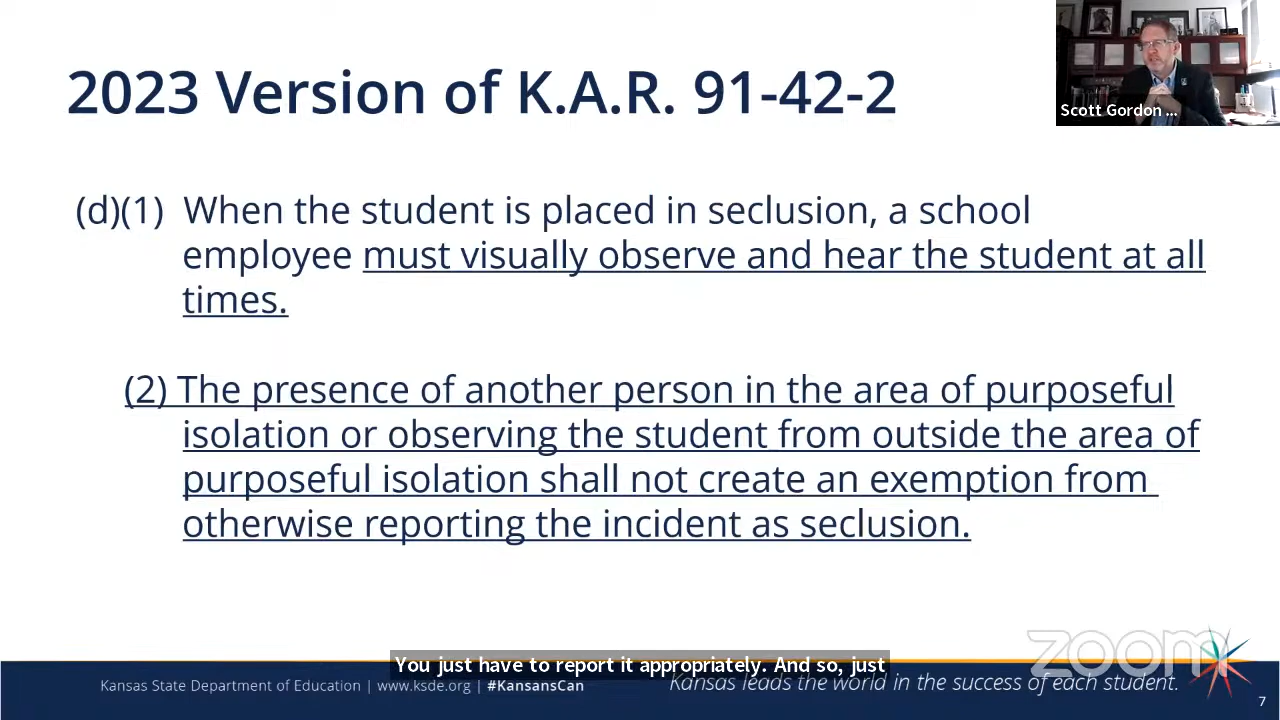 2023 Version of K.A.R. 91-42-2
Scott Gordon ...
(d)(1) When the student is placed in seclusion, a school
employee must visually observe and hear the student at all
times.
(2) The presence of another person in the area of purposeful
isolation or observing the student from outside the area of
purposeful isolation shall not create an exemption from
otherwise reporting the incident as seclusion.
zoom
You just have to report it appropriately. And so, just
Kansas State Department of Education | www.ksde.org | #KansansCan
Kansas leads the world in the success of each student.
7